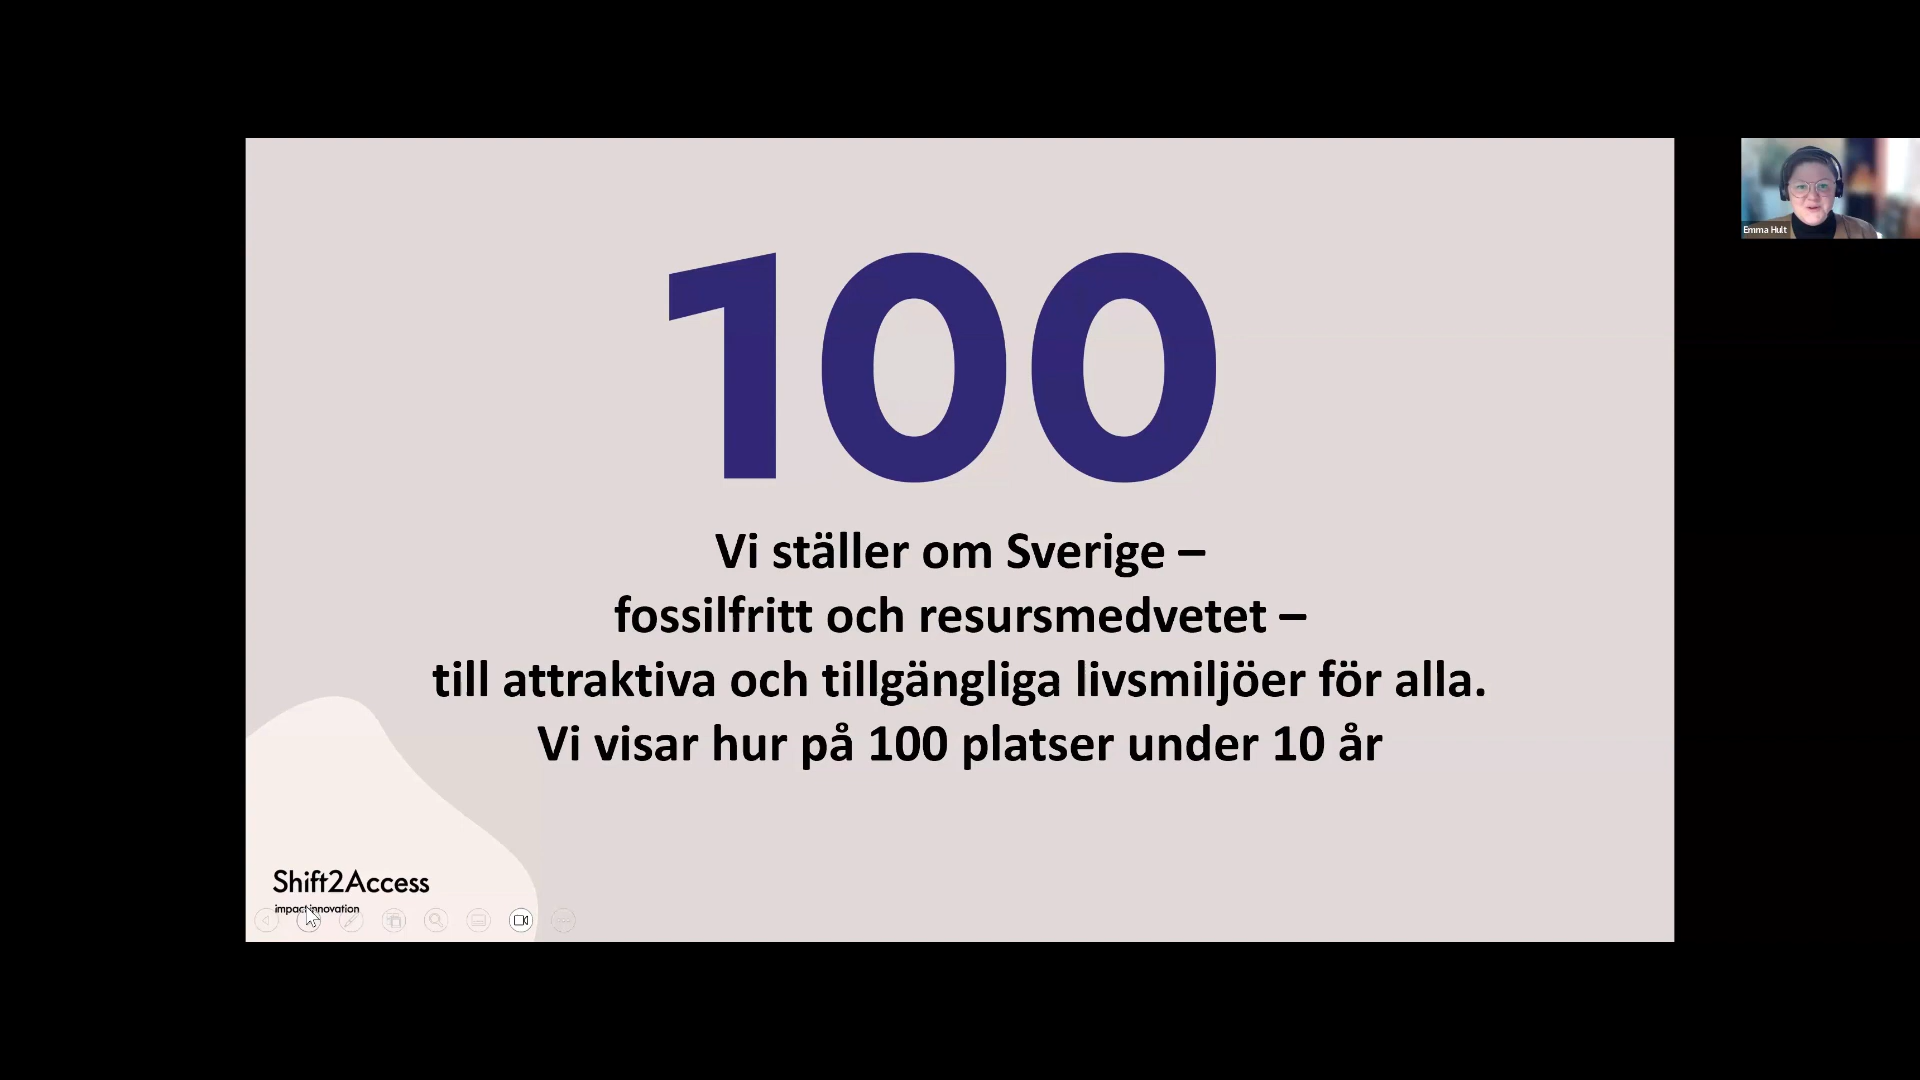 100
Vi ställer om Sverige –
fossilfritt och resursmedvetet –
till attraktiva och tillgängliga livsmiljöer för alla.
Vi visar hur på 100 platser under 10 år
Shift2Access
impact innovation
Emma Hult